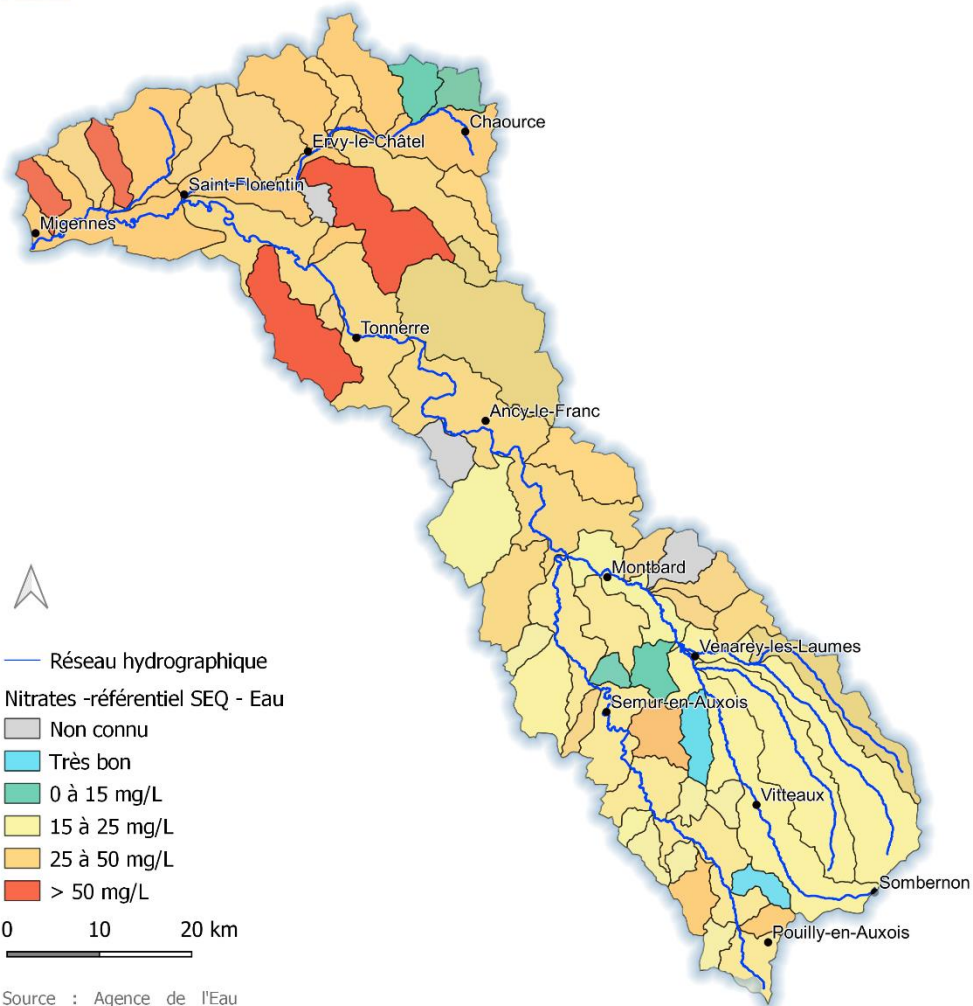 Chaource
Ervy-le-Châtel
Saint-Florentin
Migennes
Tonnerre
Ancy-le-Franc
Montbard
Venarey-les-Laumes
Semur-en-Auxois
Vitteaux
Sombernon
Pouilly-en-Auxois
Réseau hydrographique
Nitrates -référentiel SEQ - Eau
Non connu
Très bon
0 à 15 mg/L
15 à 25 mg/L
25 à 50 mg/L
> 50 mg/L
0 10 20 km
Source : Agence de l'Eau